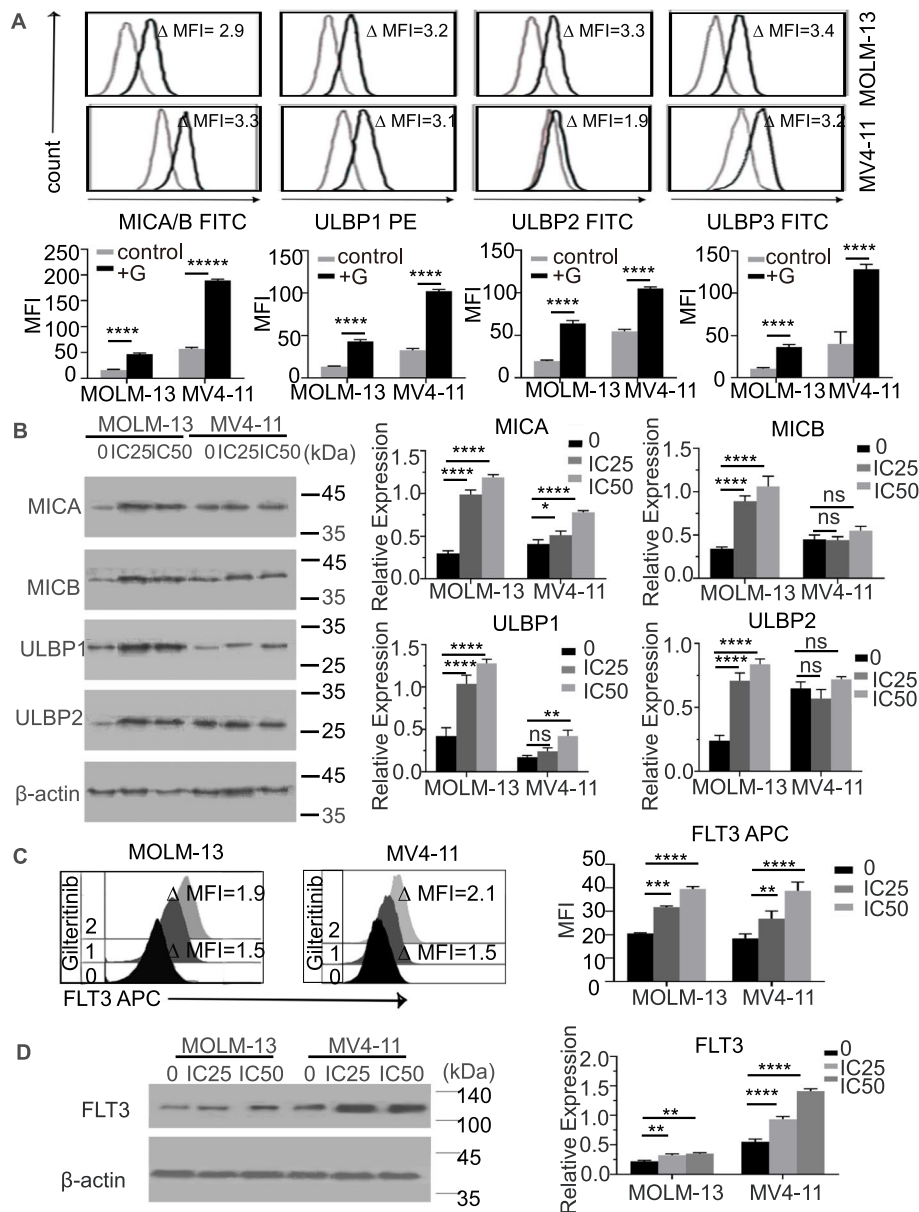 A
count
Δ MFI= 2.9
Δ MFI=3.2
Δ MFI=3.3
Δ MFI=3.4
MOLM-13
Δ MFI=3.3
Δ MFI=3.1
Δ MFI=1.9
Δ MFI=3.2
MV4-11
MICA/B FITC
ULBP1 PE
ULBP2 FITC
ULBP3 FITC
MFI
250
200
150
100
50
0
control
+G
****
*****
MOLM-13 MV4-11
MFI
150
100
50
0
control
+G
****
****
MOLM-13 MV4-11
MFI
150
100
50
0
control
+G
****
****
MOLM-13 MV4-11
MFI
150
100
50
0
control
+G
****
****
MOLM-13 MV4-11
B
MOLM-13 MV4-11
0 IC25 IC50 0 IC25 IC50 (kDa)
MICA
45
35
MICB
45
35
ULBP1
35
25
ULBP2
35
25
β-actin
45
35
MICA
Relative Expression
1.5
1.0
0.5
0.0
****
****
****
*
0
IC25
IC50
MOLM-13 MV4-11
MICB
Relative Expression
1.5
1.0
0.5
0.0
****
****
ns
ns
0
IC25
IC50
MOLM-13 MV4-11
ULBP1
Relative Expression
1.5
1.0
0.5
0.0
****
****
**
ns
0
IC25
IC50
MOLM-13 MV4-11
ULBP2
Relative Expression
1.0
0.5
0.0
****
****
ns
ns
0
IC25
IC50
MOLM-13 MV4-11
C
MOLM-13
Gilteritinib
2
1
0
Δ MFI=1.9
Δ MFI=1.5
MV4-11
Gilteritinib
2
1
0
Δ MFI=2.1
Δ MFI=1.5
FLT3 APC
FLT3 APC
MFI
50
40
30
20
10
0
****
***
****
**
0
IC25
IC50
MOLM-13 MV4-11
D
MOLM-13 MV4-11
0 IC25 IC50 0 IC25 IC50 (kDa)
FLT3
140
100
β-actin
45
35
FLT3
Relative Expression
2.0
1.5
1.0
0.5
0.0
**
**
****
****
0
IC25
IC50
MOLM-13 MV4-11